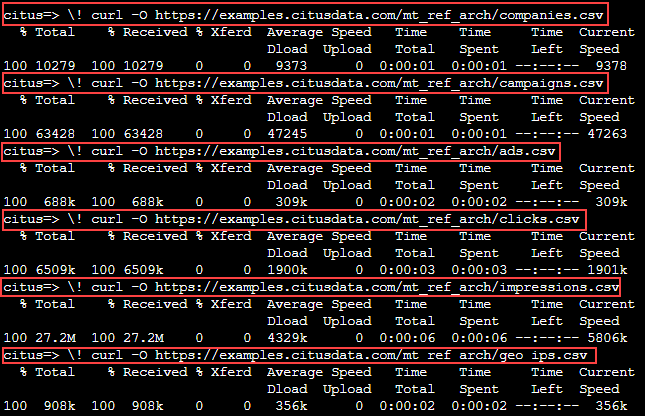 citus=> \! curl -O https://examples.citusdata.com/mt_ref_arch/companies.csv
% Total % Received % Xferd Average Speed Time Time Time Current
Dload Upload Total Spent Left Speed
100 10279 100 10279 0 0 9373 0 0:00:01 0:00:01 --:--:-- 9378
citus=> \! curl -O https://examples.citusdata.com/mt_ref_arch/campaigns.csv
% Total % Received % Xferd Average Speed Time Time Time Current
Dload Upload Total Spent Left Speed
100 63428 100 63428 0 0 47245 0 0:00:01 0:00:01 --:--:-- 47263
citus=> \! curl -O https://examples.citusdata.com/mt_ref_arch/ads.csv
% Total % Received % Xferd Average Speed Time Time Time Current
Dload Upload Total Spent Left Speed
100 688k 100 688k 0 0 309k 0 0:00:02 0:00:02 --:--:-- 309k
citus=> \! curl -O https://examples.citusdata.com/mt_ref_arch/clicks.csv
% Total % Received % Xferd Average Speed Time Time Time Current
Dload Upload Total Spent Left Speed
100 6509k 100 6509k 0 0 1900k 0 0:00:03 0:00:03 --:--:-- 1901k
citus=> \! curl -O https://examples.citusdata.com/mt_ref_arch/impressions.csv
% Total % Received % Xferd Average Speed Time Time Time Current
Dload Upload Total Spent Left Speed
100 27.2M 100 27.2M 0 0 4329k 0 0:00:06 0:00:06 --:--:-- 5806k
citus=> \! curl -O https://examples.citusdata.com/mt_ref_arch/geo_ips.csv
% Total % Received % Xferd Average Speed Time Time Time Current
Dload Upload Total Spent Left Speed
100 908k 100 908k 0 0 356k 0 0:00:02 0:00:02 --:--:-- 356k